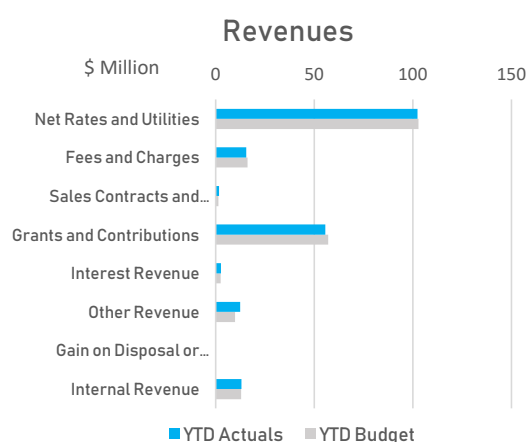 Revenues
$ Million
0 50 100 150
Net Rates and Utilities
Fees and Charges
Sales Contracts and...
Grants and Contributions
Interest Revenue
Other Revenue
Gain on Disposal or...
Internal Revenue
YTD Actuals YTD Budget